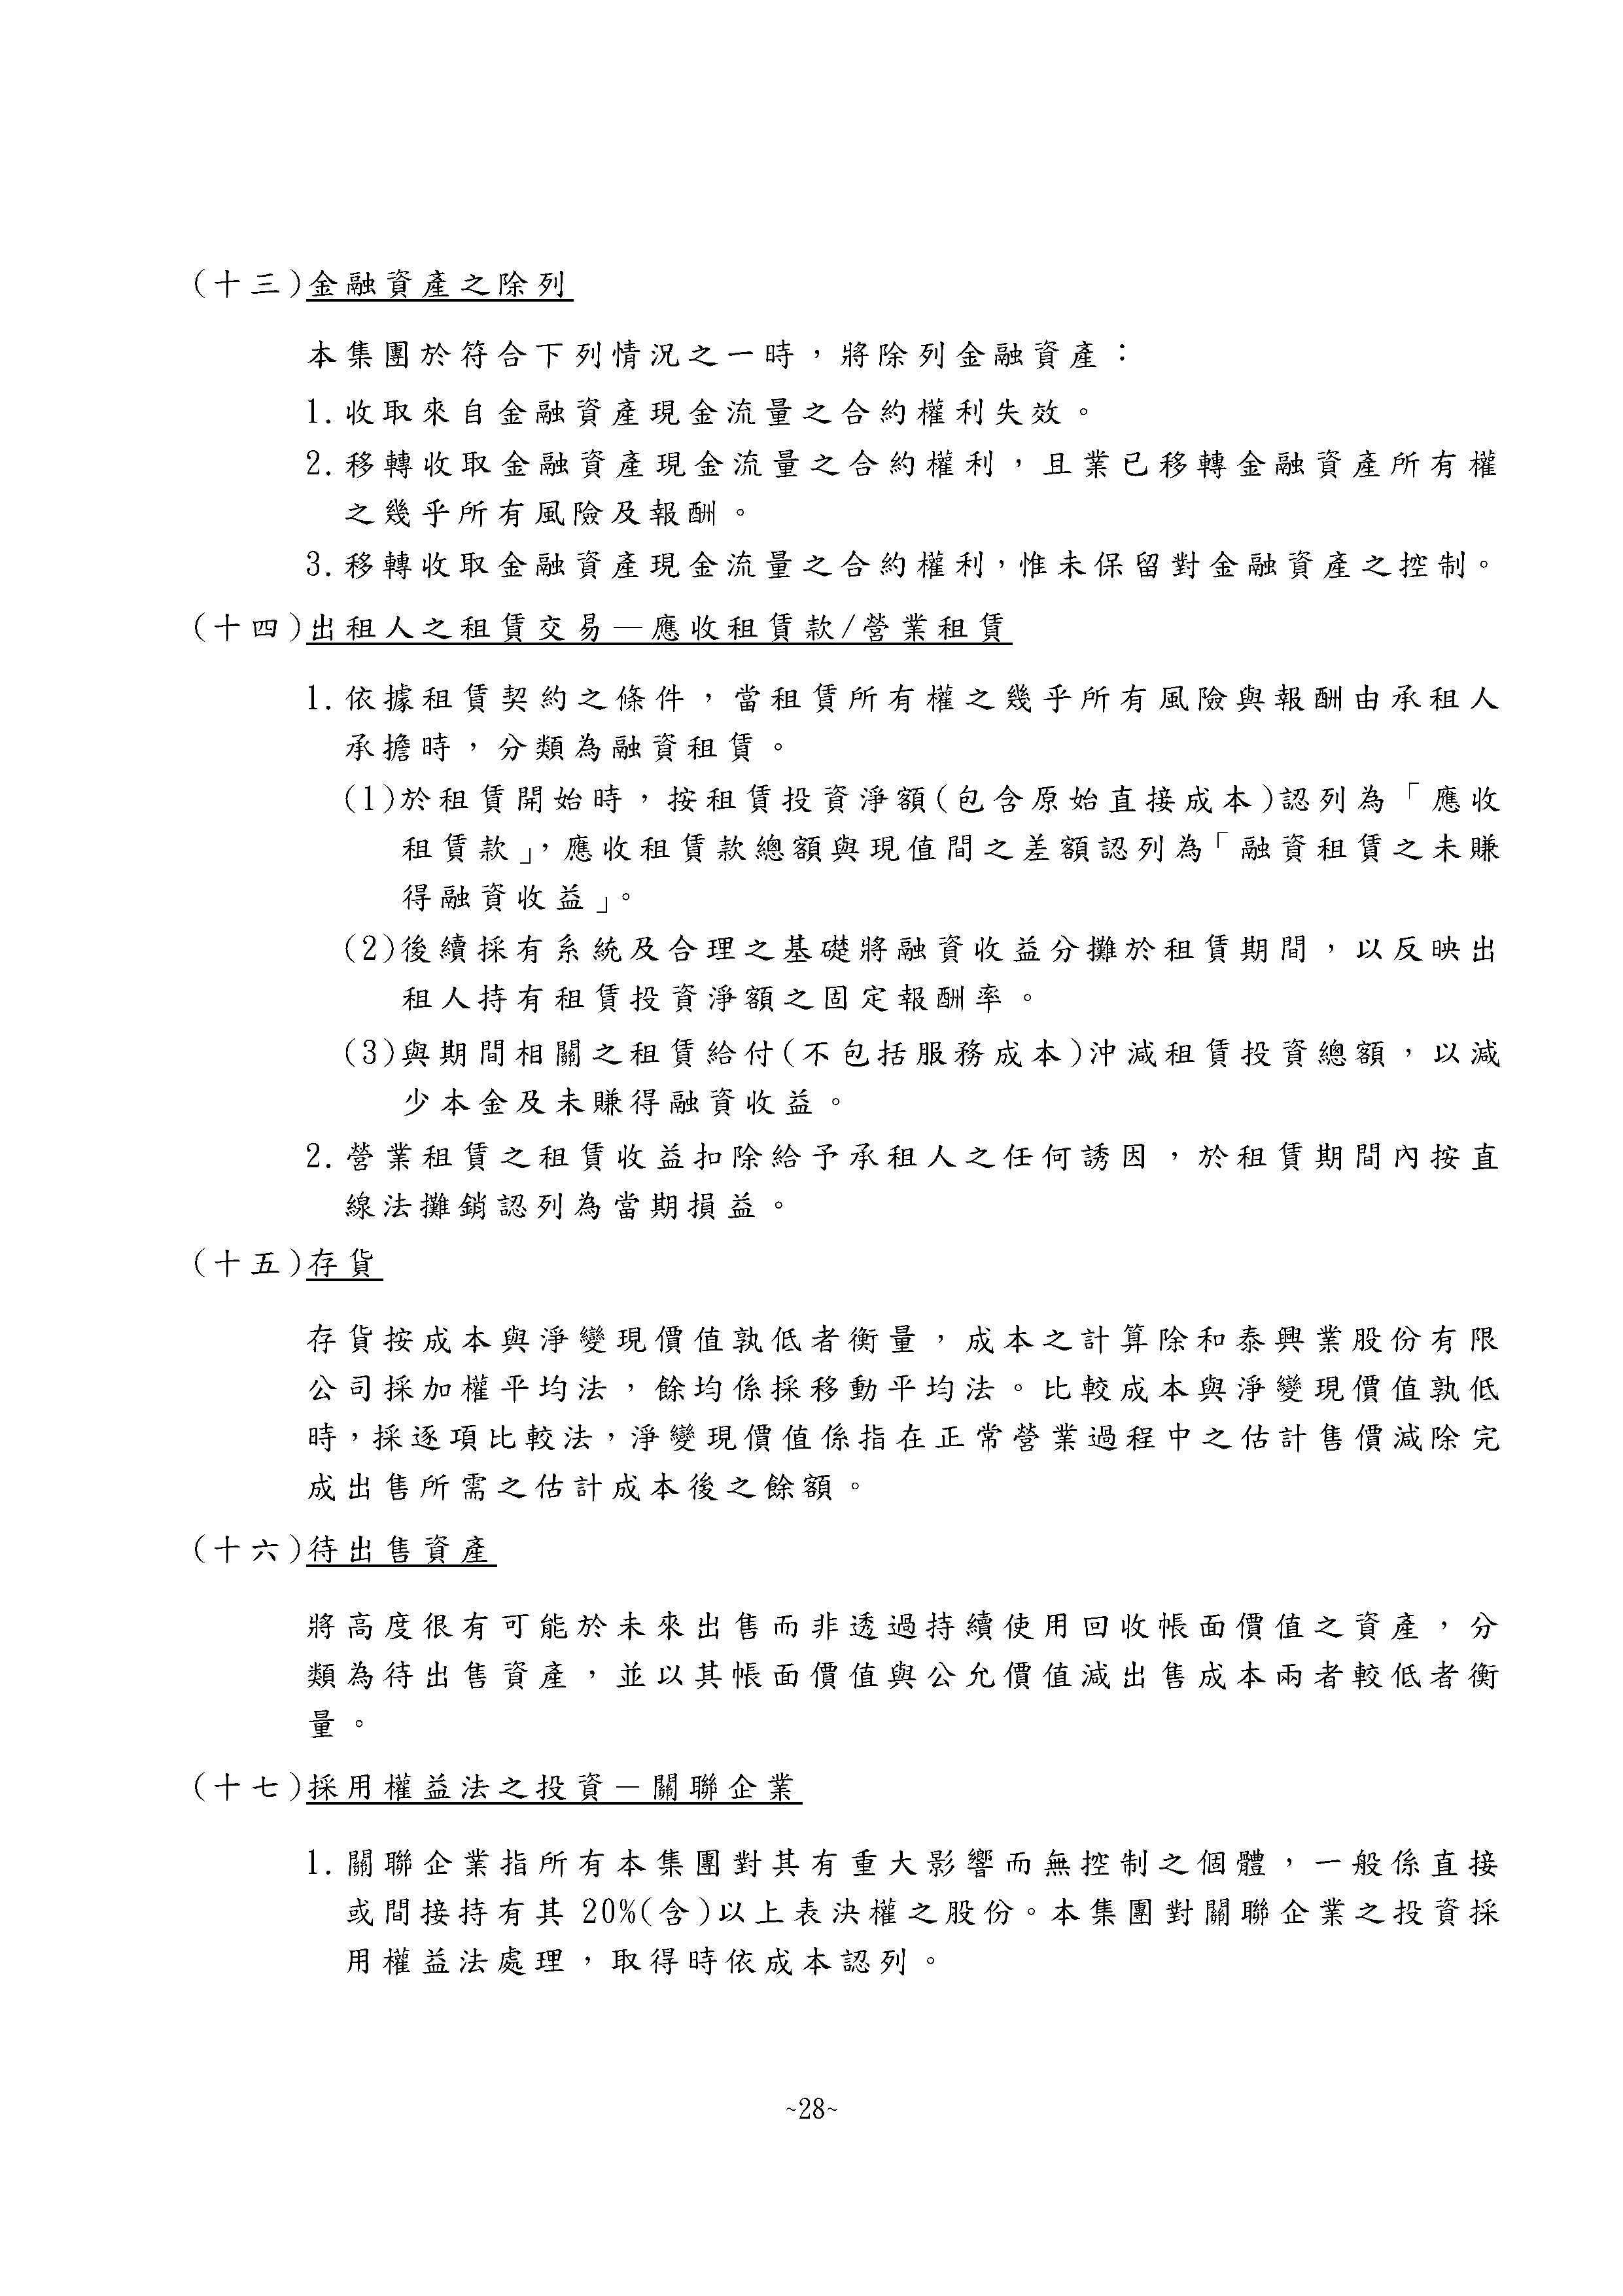 (十三)金融資產之除列
本集團於符合下列情況之一時，將除列金融資產：
1.收取來自金融資產現金流量之合約權利失效。
2.移轉收取金融資產現金流量之合約權利，且業已移轉金融資產所有權
之幾乎所有風險及報酬。
3.移轉收取金融資產現金流量之合約權利，惟未保留對金融資產之控制。
(十四)出租人之租賃交易—應收租賃款/營業租賃
1.依據租賃契約之條件，當租賃所有權之幾乎所有風險與報酬由承租人
承擔時，分類為融資租賃。
(1)於租賃開始時，按租賃投資淨額(包含原始直接成本)認列為「應收
租賃款」，應收租賃款總額與現值間之差額認列為「融資租賃之未賺
得融資收益」。
(2)後續採有系統及合理之基礎將融資收益分攤於租賃期間，以反映出
租人持有租賃投資淨額之固定報酬率。
(3)與期間相關之租賃給付(不包括服務成本)沖減租賃投資總額，以減
少本金及未賺得融資收益。
2.營業租賃之租賃收益扣除給予承租人之任何誘因，於租賃期間內按直
線法攤銷認列為當期損益。
(十五)存貨
存貨按成本與淨變現價值孰低者衡量，成本之計算除和泰興業股份有限
公司採加權平均法，餘均係採移動平均法。比較成本與淨變現價值孰低
時，採逐項比較法，淨變現價值係指在正常營業過程中之估計售價減除完
成出售所需之估計成本後之餘額。
(十六)待出售資產
將高度很有可能於未來出售而非透過持續使用回收帳面價值之資產，分
類為待出售資產，並以其帳面價值與公允價值減出售成本兩者較低者衡
量。
(十七)採用權益法之投資－關聯企業
1.關聯企業指所有本集團對其有重大影響而無控制之個體，一般係直接
或間接持有其 20%(含)以上表決權之股份。本集團對關聯企業之投資採
用權益法處理，取得時依成本認列。
~28~